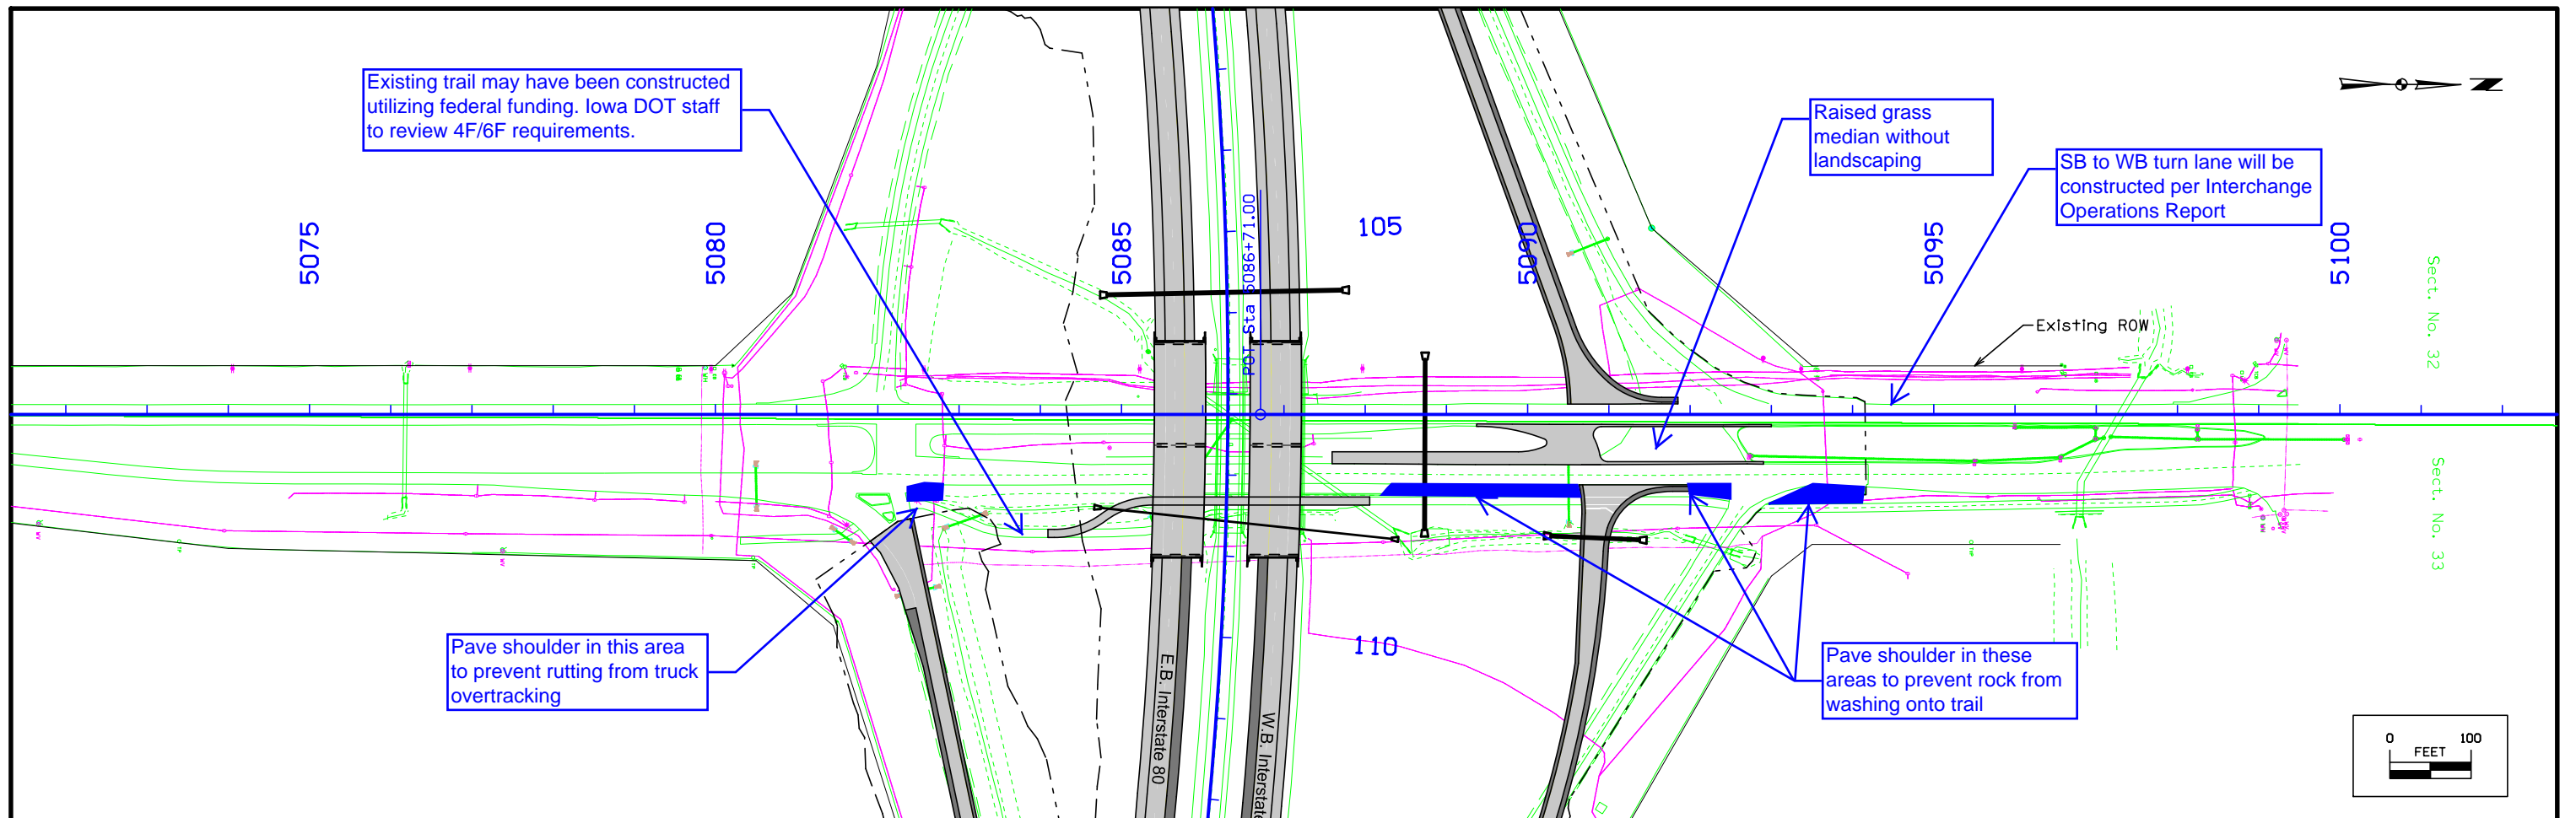 Existing trail may have been constructed
utilizing federal funding. Iowa DOT staff
to review 4F/6F requirements.
Raised grass
median without
landscaping
SB to WB turn lane will be
constructed per Interchange
Operations Report
5075
5080
5085
POT Sta 5086+71.00
105
5090
5095
5100
Sect. No. 32
Existing ROW
Sect. No. 33
Pave shoulder in this area
to prevent rutting from truck
overtracking
E.B. Interstate 80
W.B. Interstate
110
Pave shoulder in these
areas to prevent rock from
washing onto trail
0 100
FEET